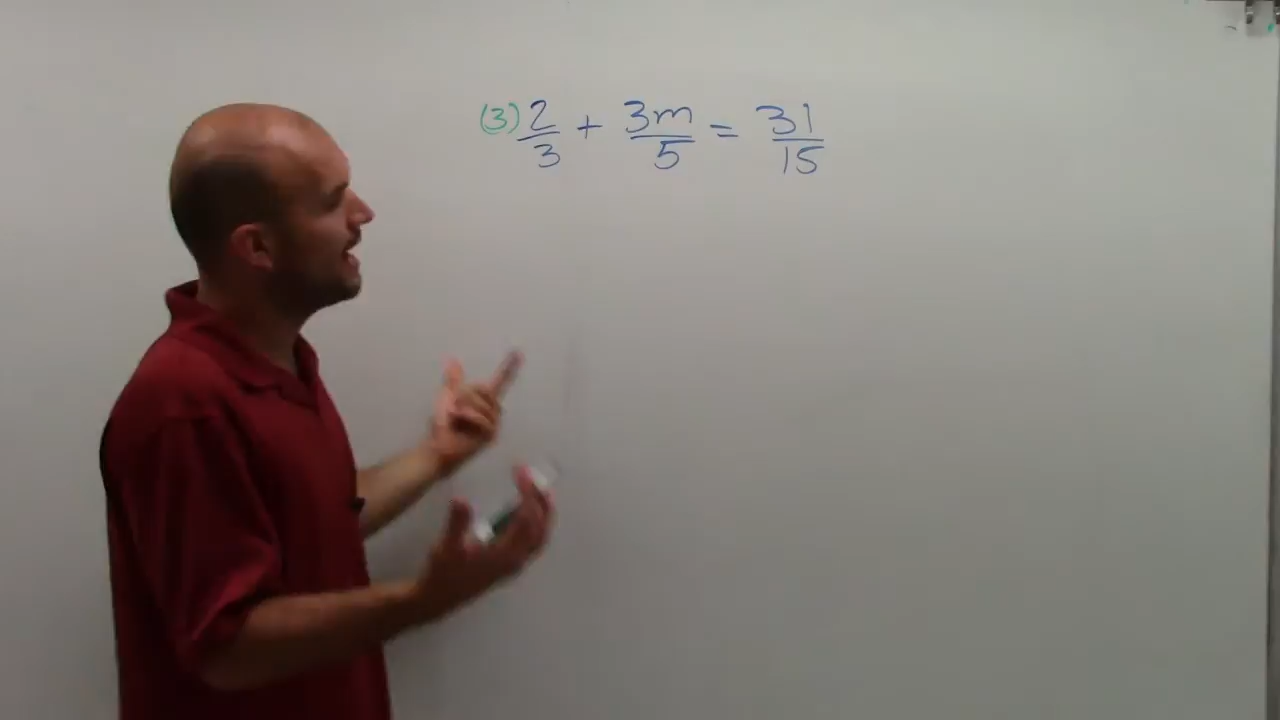 (3) 2/3 + 3m/5 = 31/15